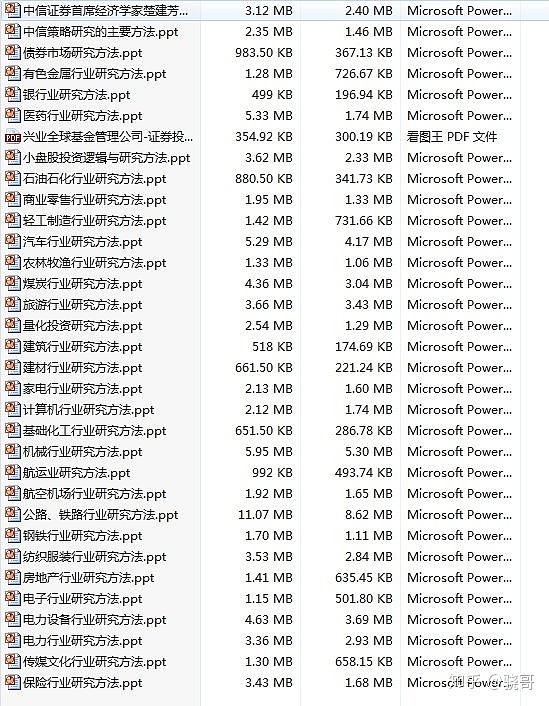 中信证券首席经济学家楚建芳... 3.12 MB 2.40 MB Microsoft Power...
中信策略研究的主要方法.ppt 2.35 MB 1.46 MB Microsoft Power...
债券市场研究方法.ppt 983.50 KB 367.13 KB Microsoft Power...
有色金属行业研究方法.ppt 1.28 MB 726.67 KB Microsoft Power...
银行业研究方法.ppt 499 KB 196.94 KB Microsoft Power...
医药行业研究方法.ppt 5.33 MB 1.74 MB Microsoft Power...
PDF 兴业全球基金管理公司-证券投... 354.92 KB 300.19 KB 看图王 PDF 文件
小盘股投资逻辑与研究方法.ppt 3.62 MB 2.33 MB Microsoft Power...
石油石化行业研究方法.ppt 880.50 KB 341.73 KB Microsoft Power...
商业零售行业研究方法.ppt 1.95 MB 1.33 MB Microsoft Power...
轻工制造行业研究方法.ppt 1.42 MB 731.66 KB Microsoft Power...
汽车行业研究方法.ppt 5.29 MB 4.17 MB Microsoft Power...
农林牧渔行业研究方法.ppt 1.33 MB 1.06 MB Microsoft Power...
煤炭行业研究方法.ppt 4.36 MB 3.04 MB Microsoft Power...
旅游行业研究方法.ppt 3.66 MB 3.43 MB Microsoft Power...
量化投资研究方法.ppt 2.54 MB 1.29 MB Microsoft Power...
建筑行业研究方法.ppt 518 KB 174.69 KB Microsoft Power...
建材行业研究方法.ppt 661.50 KB 221.24 KB Microsoft Power...
家电行业研究方法.ppt 2.13 MB 1.60 MB Microsoft Power...
计算机行业研究方法.ppt 2.12 MB 1.74 MB Microsoft Power...
基础化工行业研究方法.ppt 651.50 KB 286.78 KB Microsoft Power...
机械行业研究方法.ppt 5.95 MB 5.30 MB Microsoft Power...
航运业研究方法.ppt 992 KB 493.74 KB Microsoft Power...
航空机场行业研究方法.ppt 1.92 MB 1.65 MB Microsoft Power...
公路、铁路行业研究方法.ppt 11.07 MB 8.62 MB Microsoft Power...
钢铁行业研究方法.ppt 1.70 MB 1.11 MB Microsoft Power...
纺织服装行业研究方法.ppt 3.53 MB 2.84 MB Microsoft Power...
房地产行业研究方法.ppt 1.41 MB 635.45 KB Microsoft Power...
电子行业研究方法.ppt 1.15 MB 501.80 KB Microsoft Power...
电力设备行业研究方法.ppt 4.63 MB 3.69 MB Microsoft Power...
电力行业研究方法.ppt 3.36 MB 2.93 MB Microsoft Power...
传媒文化行业研究方法.ppt 1.30 MB 658.15 KB Microsoft Power...
保险行业研究方法.ppt 3.43 MB 1.68 MB Microsoft Power...
知乎 @骁哥